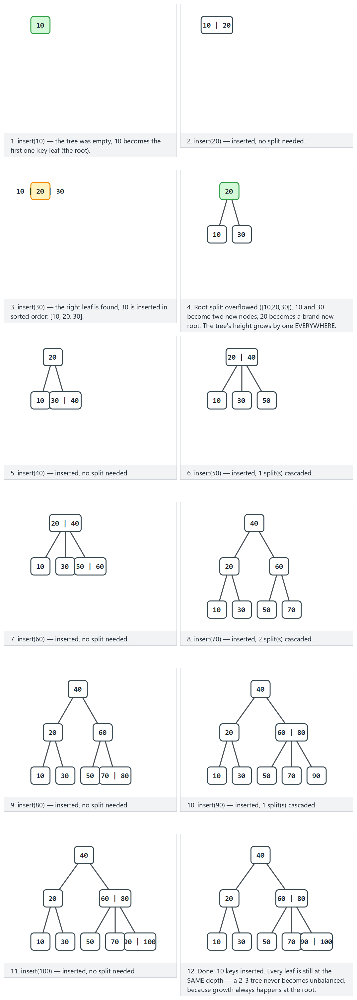 10
1. insert(10) — the tree was empty, 10 becomes the
first one-key leaf (the root).
10 | 20
2. insert(20) — inserted, no split needed.
10 | 20 | 30
3. insert(30) — the right leaf is found, 30 is inserted in
sorted order: [10, 20, 30].
20
10 30
4. Root split: overflowed ([10,20,30]), 10 and 30
become two new nodes, 20 becomes a brand new
root. The tree's height grows by one EVERYWHERE.
20
10 30 | 40
5. insert(40) — inserted, no split needed.
20 | 40
10 30 50
6. insert(50) — inserted, 1 split(s) cascaded.
20 | 40
10 30 50 | 60
7. insert(60) — inserted, no split needed.
40
20 60
10 30 50 70
8. insert(70) — inserted, 2 split(s) cascaded.
40
20 60
10 30 50 70 | 80
9. insert(80) — inserted, no split needed.
40
20 60 | 80
10 30 50 70 90
10. insert(90) — inserted, 1 split(s) cascaded.
40
20 60 | 80
10 30 50 70 90 | 100
11. insert(100) — inserted, no split needed.
40
20 60 | 80
10 30 50 70 90 | 100
12. Done: 10 keys inserted. Every leaf is still at the
SAME depth — a 2-3 tree never becomes unbalanced,
because growth always happens at the root.